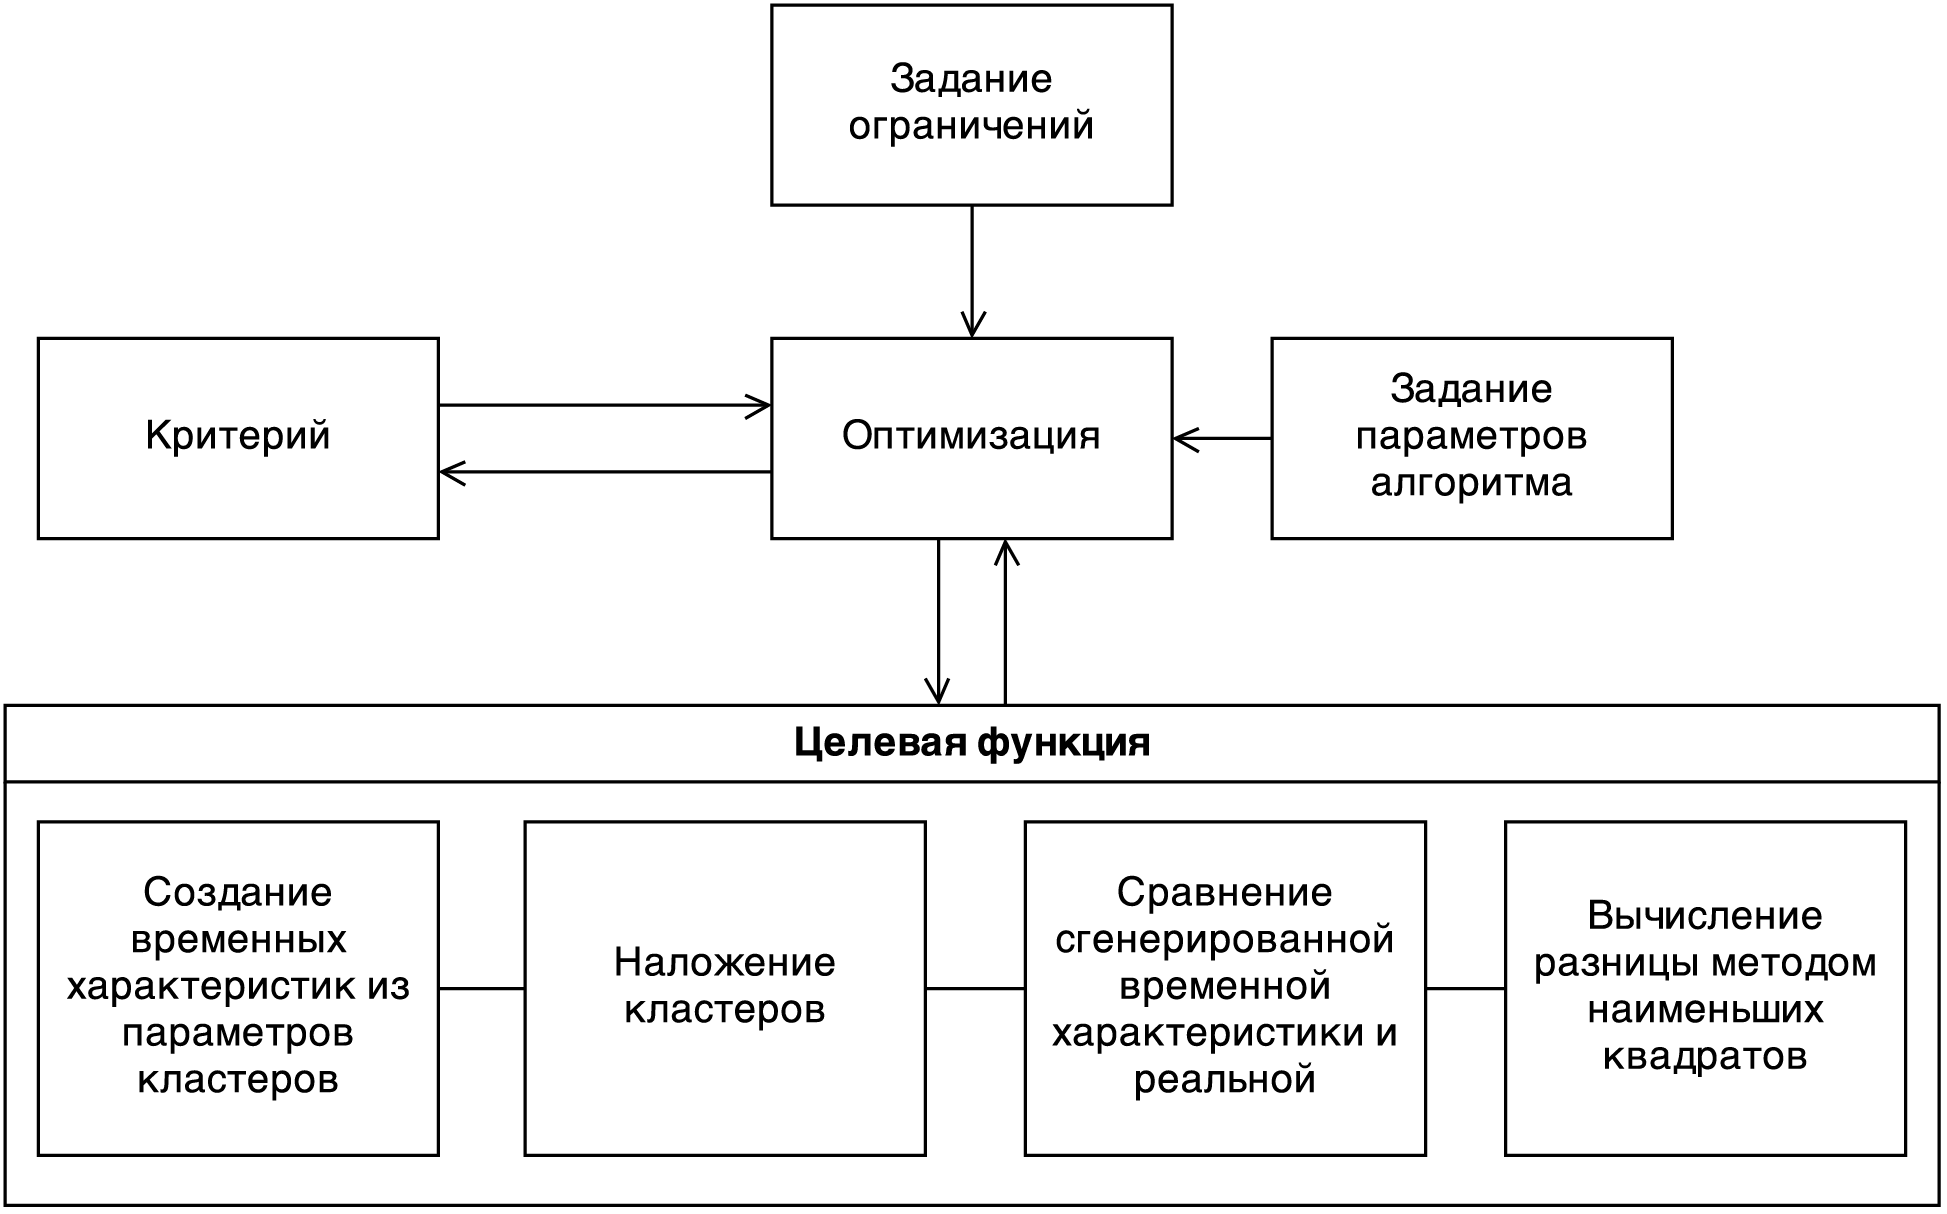 Задание
ограничений
Критерий
Оптимизация
Задание
параметров
алгоритма
Целевая функция
Создание
временных
характеристик из
параметров
кластеров
Наложение
кластеров
Сравнение
сгенерированной
временной
характеристики и
реальной
Вычисление
разницы методом
наименьших
квадратов